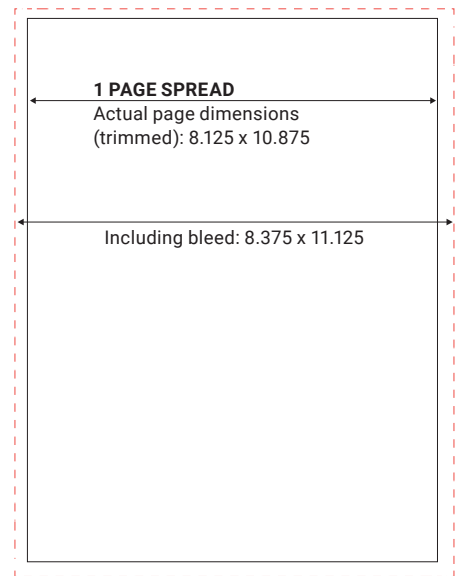 1 PAGE SPREAD
Actual page dimensions
(trimmed): 8.125 x 10.875
Including bleed: 8.375 x 11.125